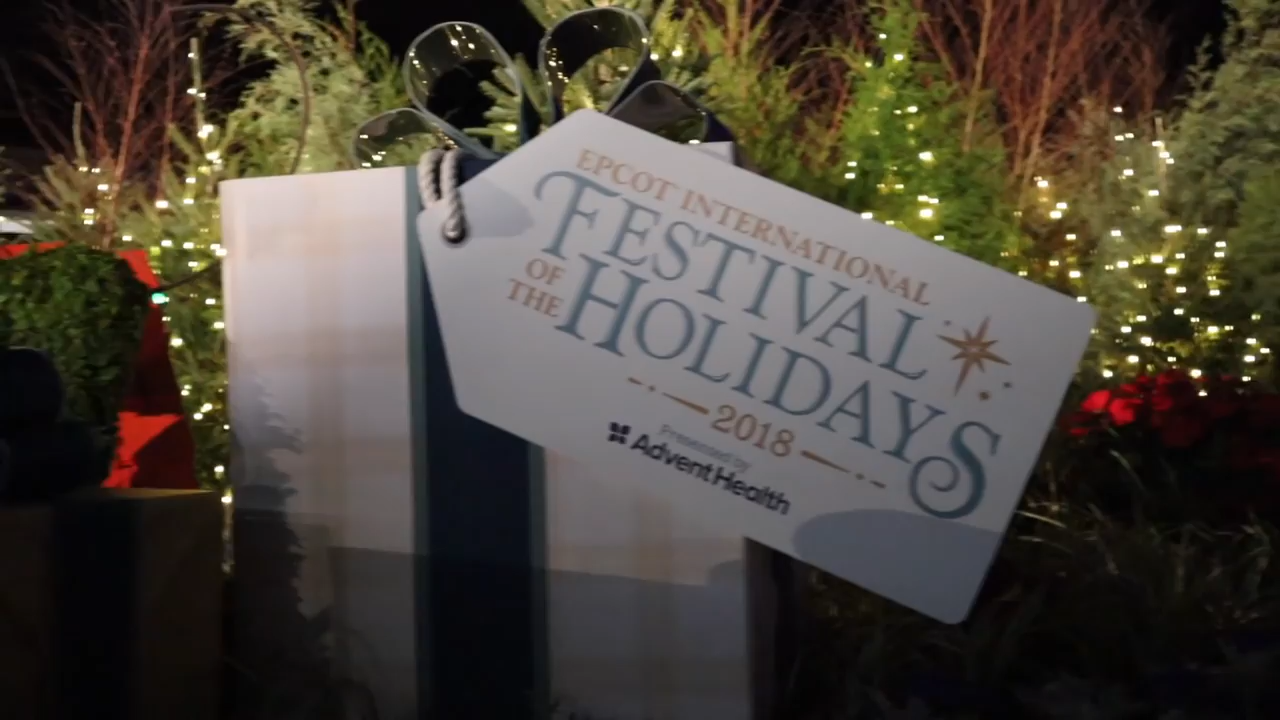 EPCOT INTERNATIONAL
FESTIVAL
OF THE
HOLIDAYS
2018
Presented by
AdventHealth